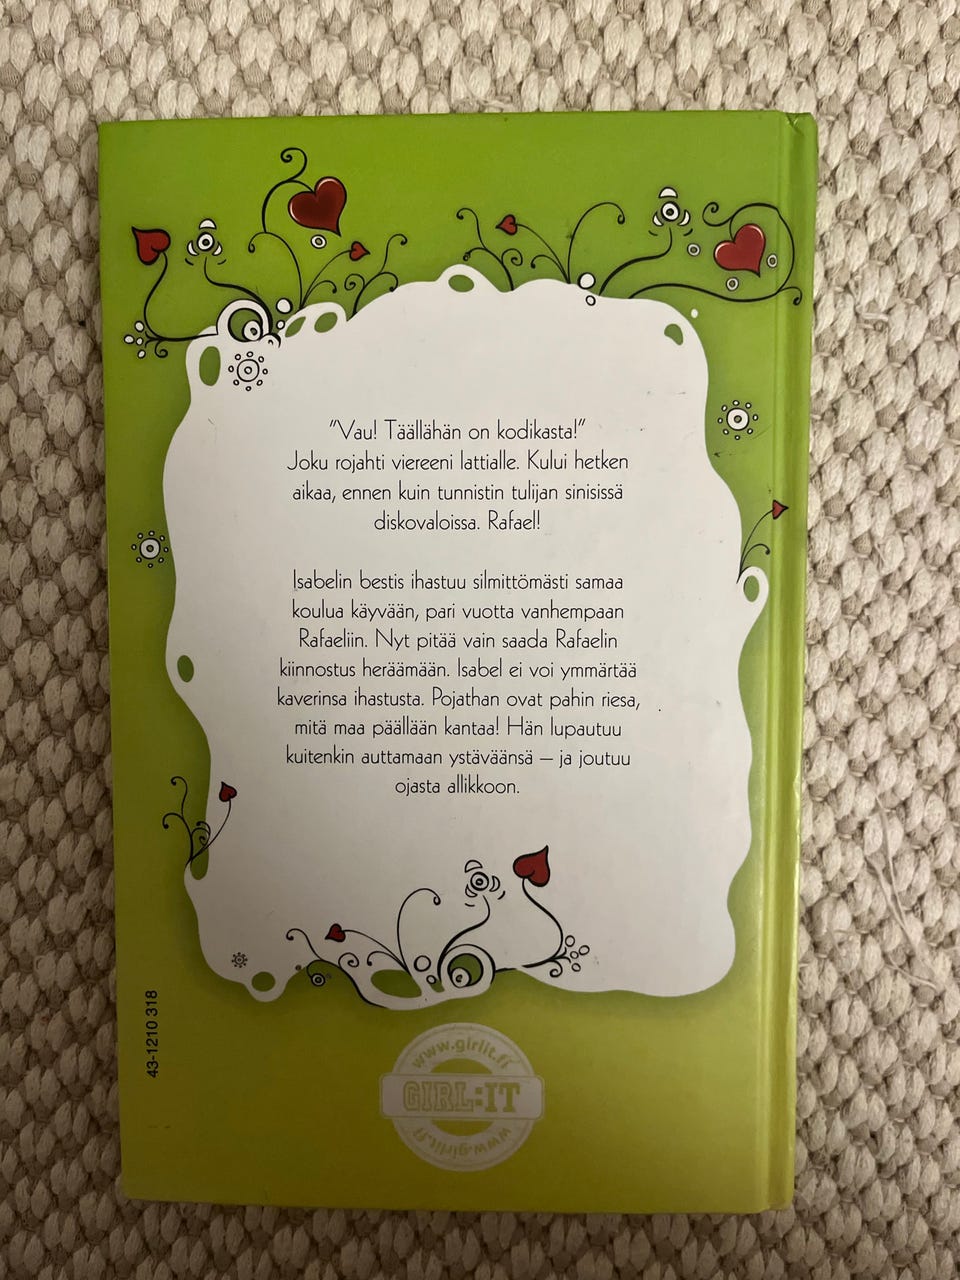 "Vau! Täällähän on kodikasta!"
Joku rojahti viereeni lattialle. Kului hetken
aikaa, ennen kuin tunnistin tulijan sinisissä
diskovaloissa. Rafael!
Isabelin bestis ihastuu silmittömästi samaa
koulua käyvään, pari vuotta vanhempaan
Rafaeliin. Nyt pitää vain saada Rafaelin
kiinnostus heräämään. Isabel ei voi ymmärtää
kaverinsa ihastusta. Pojathan ovat pahin riesa,
mitä maa päällään kantaa! Hän lupautuu
kuitenkin auttamaan ystäväänsä – ja joutuu
ojasta allikkoon.
43-1210 318
www.girlit.fi
GIRL:IT
www.girlit.fi